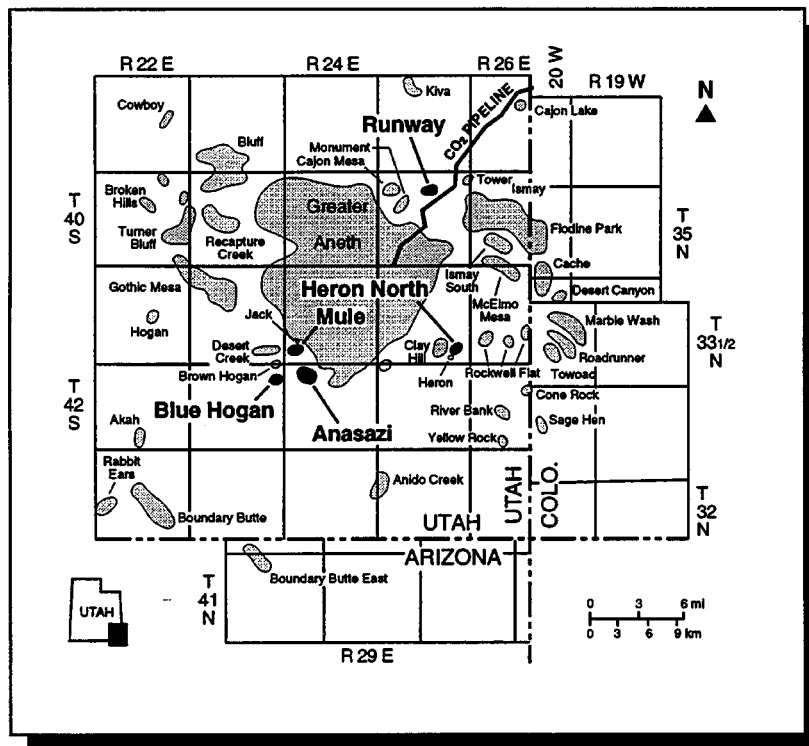 R 22 E
R 24 E
R 26 E
20 W
R 19 W
N
Cowboy
Kiva
CO₂ PIPELINE
Cajon Lake
Runway
Bluff
Monument
Cajon Mesa
Tower
Ismay
T
40
S
Broken
Hills
Turner
Bluff
Recapture
Creek
Greater
Aneth
Flodine Park
T
35
N
Gothic Mesa
Ismay
South
Cache
Heron North
McElmo
Mesa
Desert Canyon
Hogan
Jack
Mule
Desert
Creek
Clay
Hill
Marble Wash
T
33 1/2
N
Roadrunner
Towoac
Brown Hogan
Heron
Rockwell Flat
T
42
S
Blue Hogan
Anasazi
Cone Rock
River Bank
Sage Hen
Akah
Yellow Rock
Rabbit
Ears
Anido Creek
Boundary Butte
UTAH
UTAH
COLO.
T
32
N
ARIZONA
T
41
N
Boundary Butte East
UTAH
0 3 6 mi
0 3 6 9 km
R 29 E